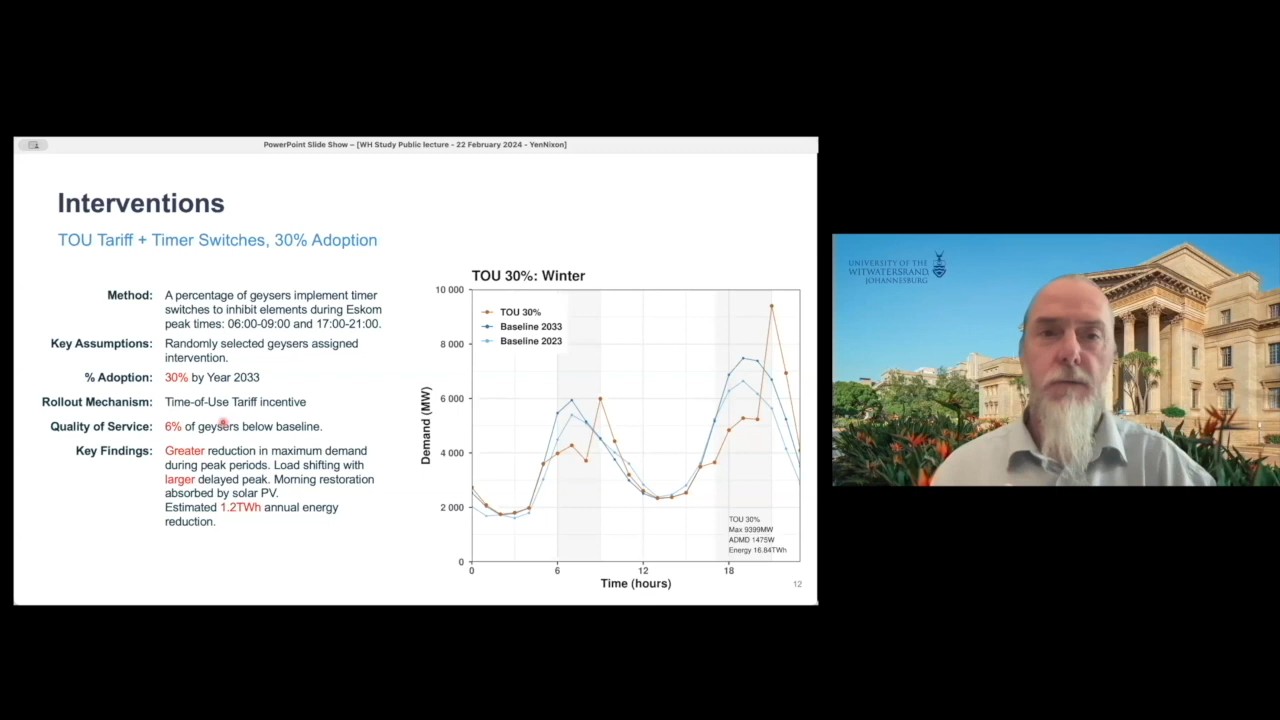 PowerPoint Slide Show – [WH Study Public lecture - 22 February 2024 - YenNixon]
Interventions
TOU Tariff + Timer Switches, 30% Adoption
Method: A percentage of geysers implement timer
switches to inhibit elements during Eskom
peak times: 06:00-09:00 and 17:00-21:00.
Key Assumptions: Randomly selected geysers assigned
intervention.
% Adoption: 30% by Year 2033
Rollout Mechanism: Time-of-Use Tariff incentive
Quality of Service: 6% of geysers below baseline.
Key Findings: Greater reduction in maximum demand
during peak periods. Load shifting with
larger delayed peak. Morning restoration
absorbed by solar PV.
Estimated 1.2TWh annual energy
reduction.
TOU 30%: Winter
10 000
8 000
6 000
4 000
2 000
0
Demand (MW)
TOU 30%
Baseline 2033
Baseline 2023
TOU 30%
Max 9399MW
ADMD 1475W
Energy 16.84TWh
0 6 12 18
Time (hours)
12
UNIVERSITY OF THE
WITWATERSRAND,
JOHANNESBURG